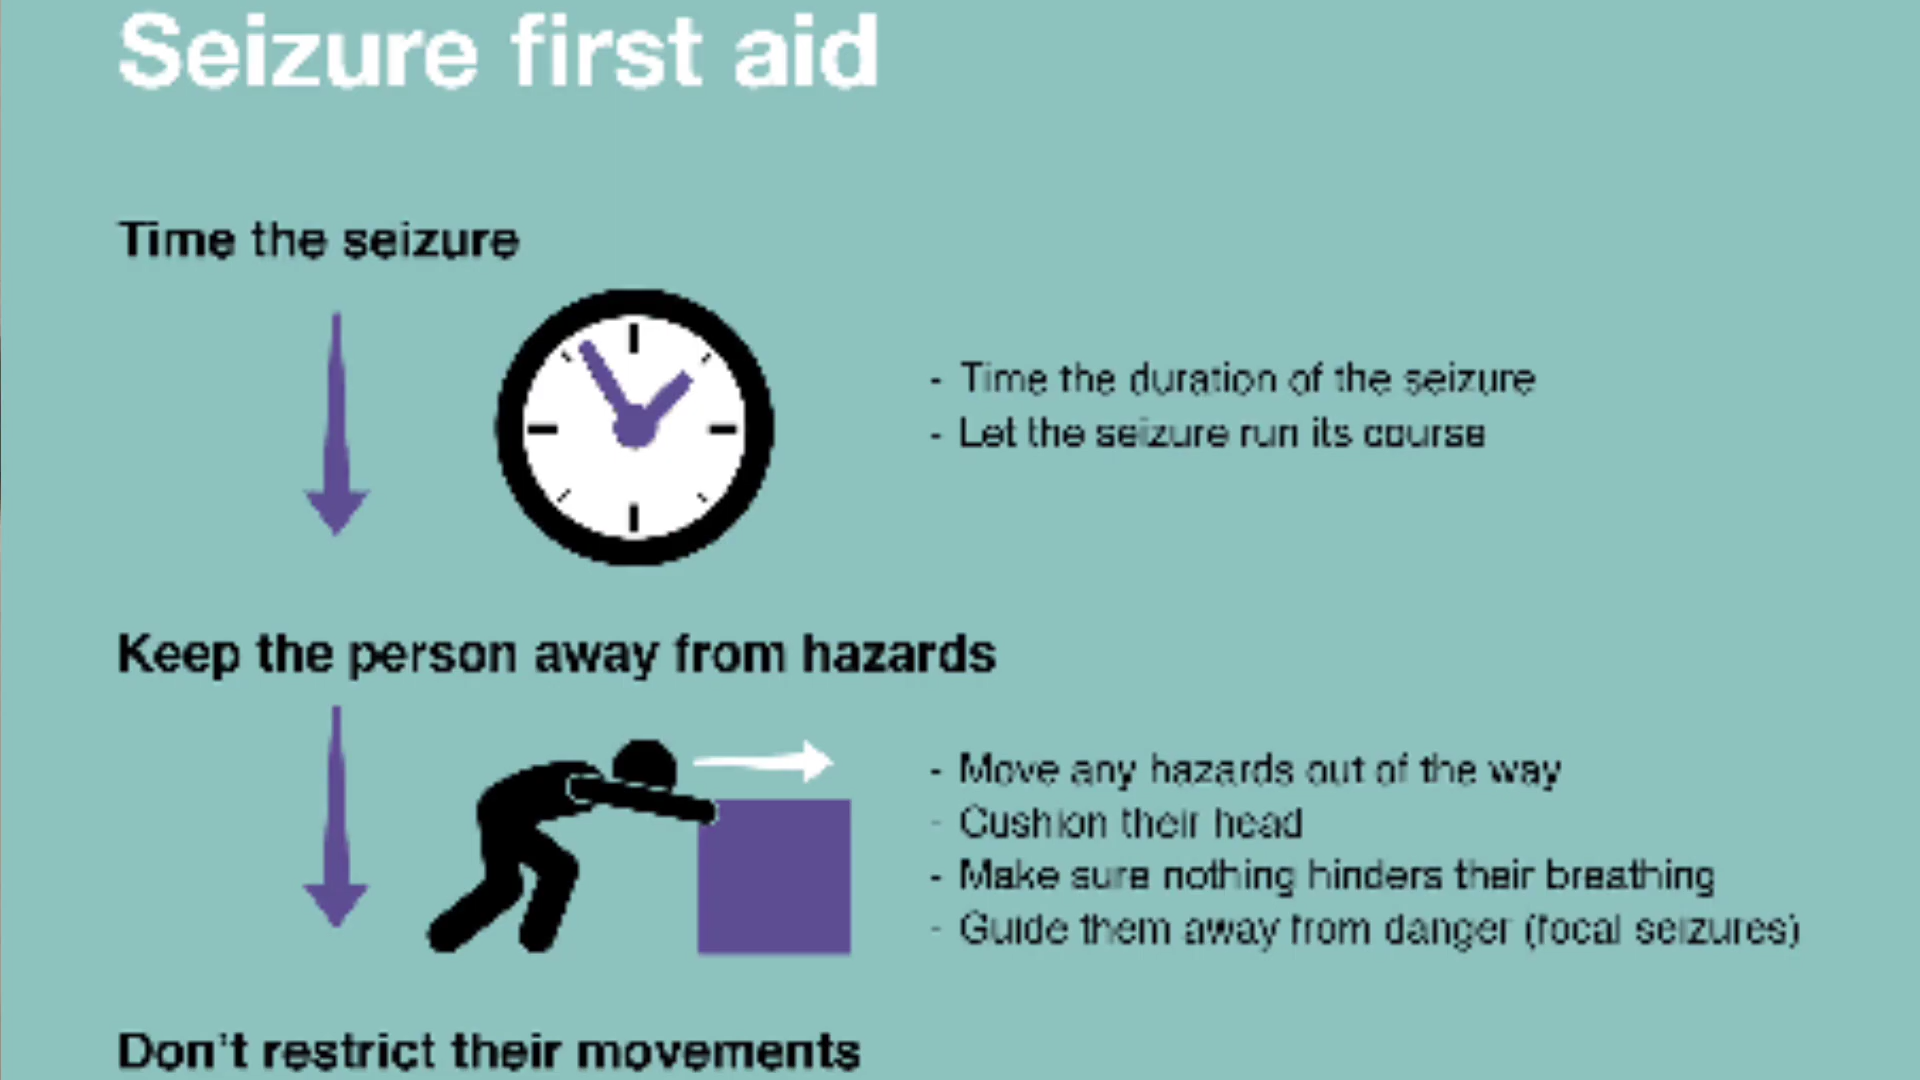 Seizure first aid
Time the seizure
- Time the duration of the seizure
- Let the seizure run its course
Keep the person away from hazards
- Move any hazards out of the way
- Cushion their head
- Make sure nothing hinders their breathing
- Guide them away from danger (focal seizures)
Don't restrict their movements